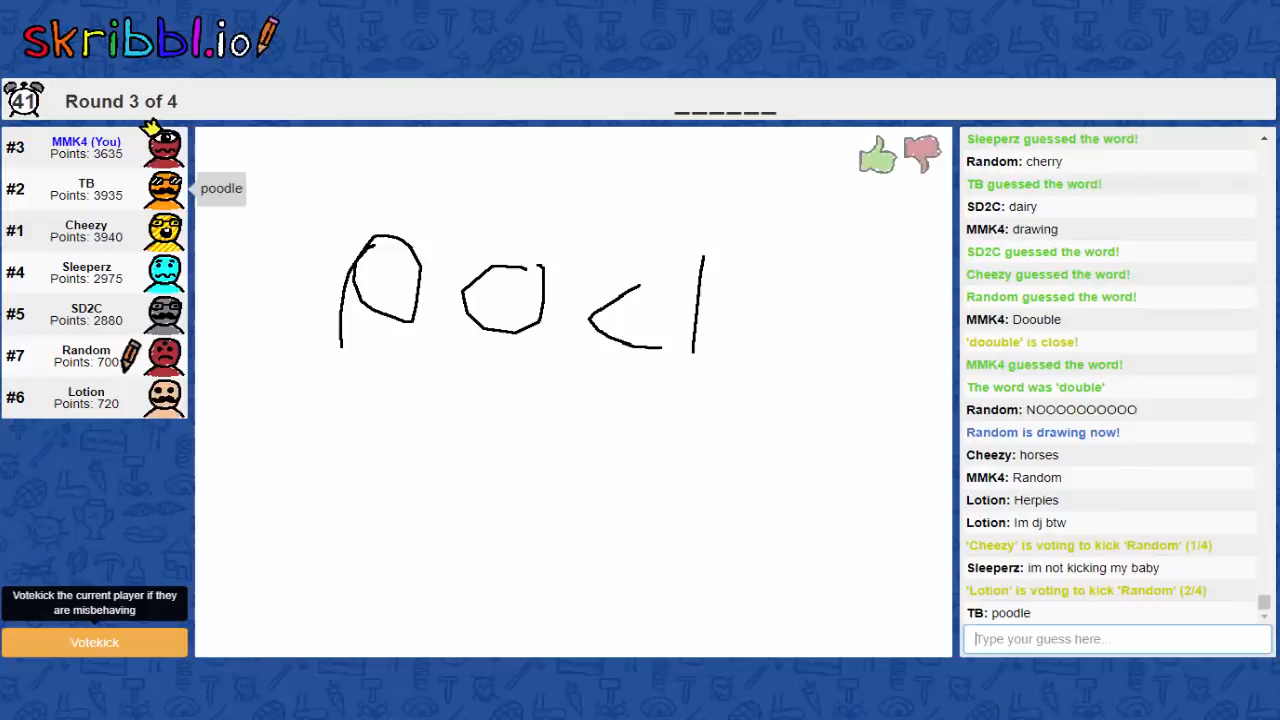 skribbl.io
41 Round 3 of 4
______
#3 MMK4 (You) Points: 3635
#2 TB Points: 3935
poodle
#1 Cheezy Points: 3940
#4 Sleeperz Points: 2975
#5 SD2C Points: 2880
#7 Random Points: 700
#6 Lotion Points: 720
Votekick the current player if they
are misbehaving
Votekick
Sleeperz guessed the word!
Random: cherry
TB guessed the word!
SD2C: dairy
MMK4: drawing
SD2C guessed the word!
Cheezy guessed the word!
Random guessed the word!
MMK4: Doouble
'doouble' is close!
MMK4 guessed the word!
The word was 'double'
Random: NOOOOOOOOOO
Random is drawing now!
Cheezy: horses
MMK4: Random
Lotion: Herpies
Lotion: Im dj btw
'Cheezy' is voting to kick 'Random' (1/4)
Sleeperz: im not kicking my baby
'Lotion' is voting to kick 'Random' (2/4)
TB: poodle
Type your guess here...